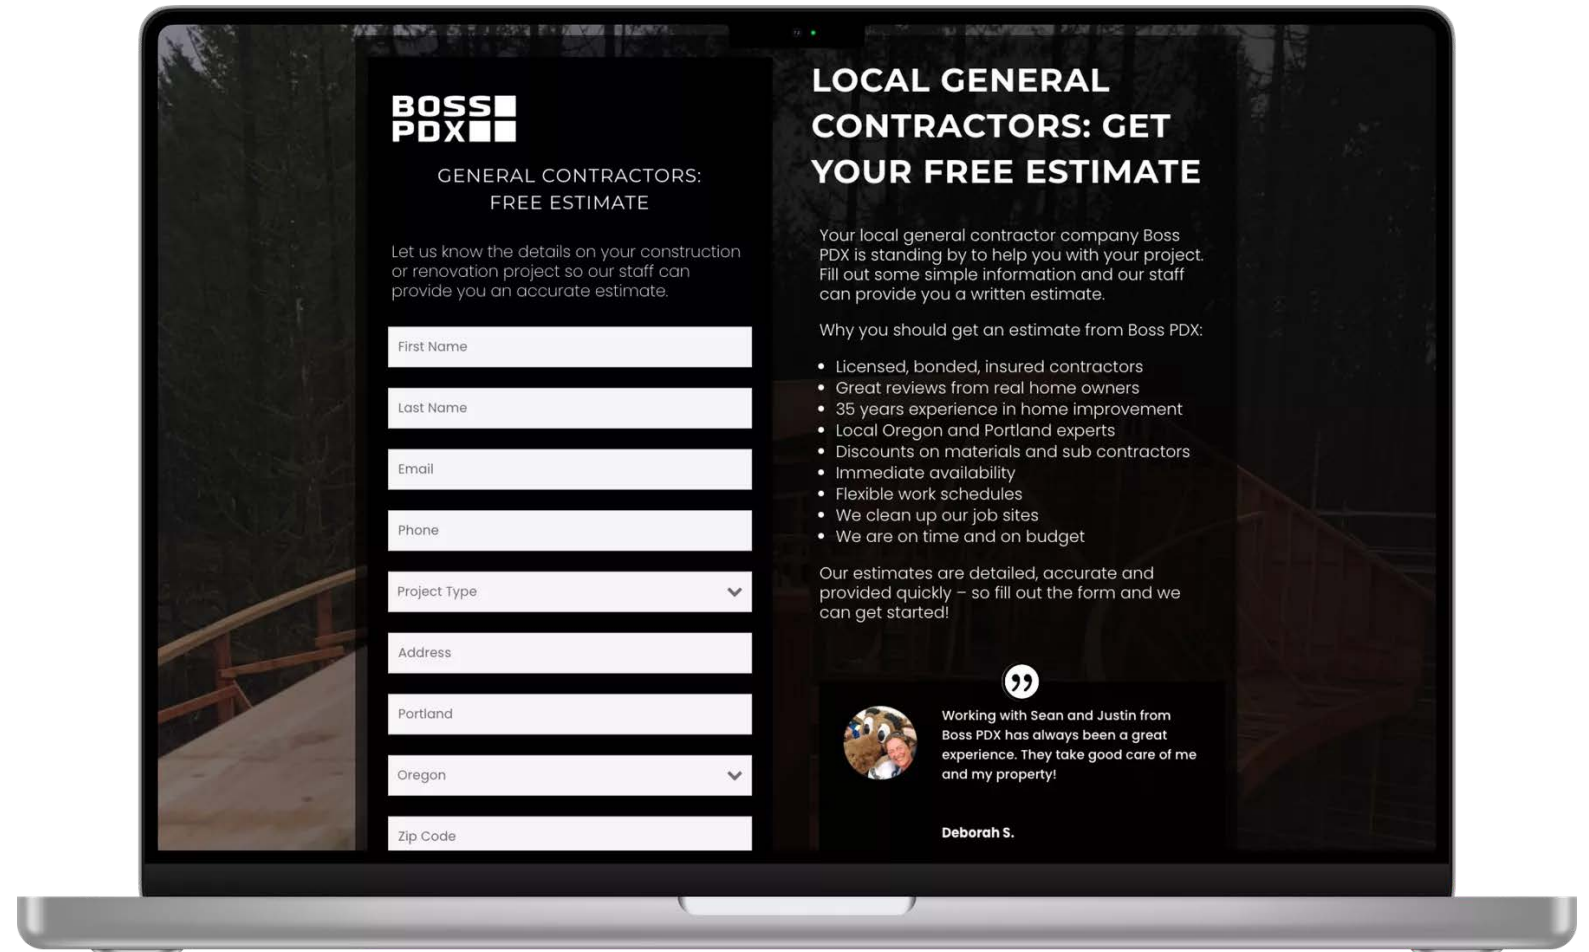 BOSS
PDX
GENERAL CONTRACTORS:
FREE ESTIMATE
Let us know the details on your construction
or renovation project so our staff can
provide you an accurate estimate.
First Name
Last Name
Email
Phone
Project Type
Address
Portland
Oregon
Zip Code
LOCAL GENERAL
CONTRACTORS: GET
YOUR FREE ESTIMATE
Your local general contractor company Boss
PDX is standing by to help you with your project.
Fill out some simple information and our staff
can provide you a written estimate.
Why you should get an estimate from Boss PDX:
• Licensed, bonded, insured contractors
• Great reviews from real home owners
• 35 years experience in home improvement
• Local Oregon and Portland experts
• Discounts on materials and sub contractors
• Immediate availability
• Flexible work schedules
• We clean up our job sites
• We are on time and on budget
Our estimates are detailed, accurate and
provided quickly – so fill out the form and we
can get started!
Working with Sean and Justin from
Boss PDX has always been a great
experience. They take good care of me
and my property!
Deborah S.